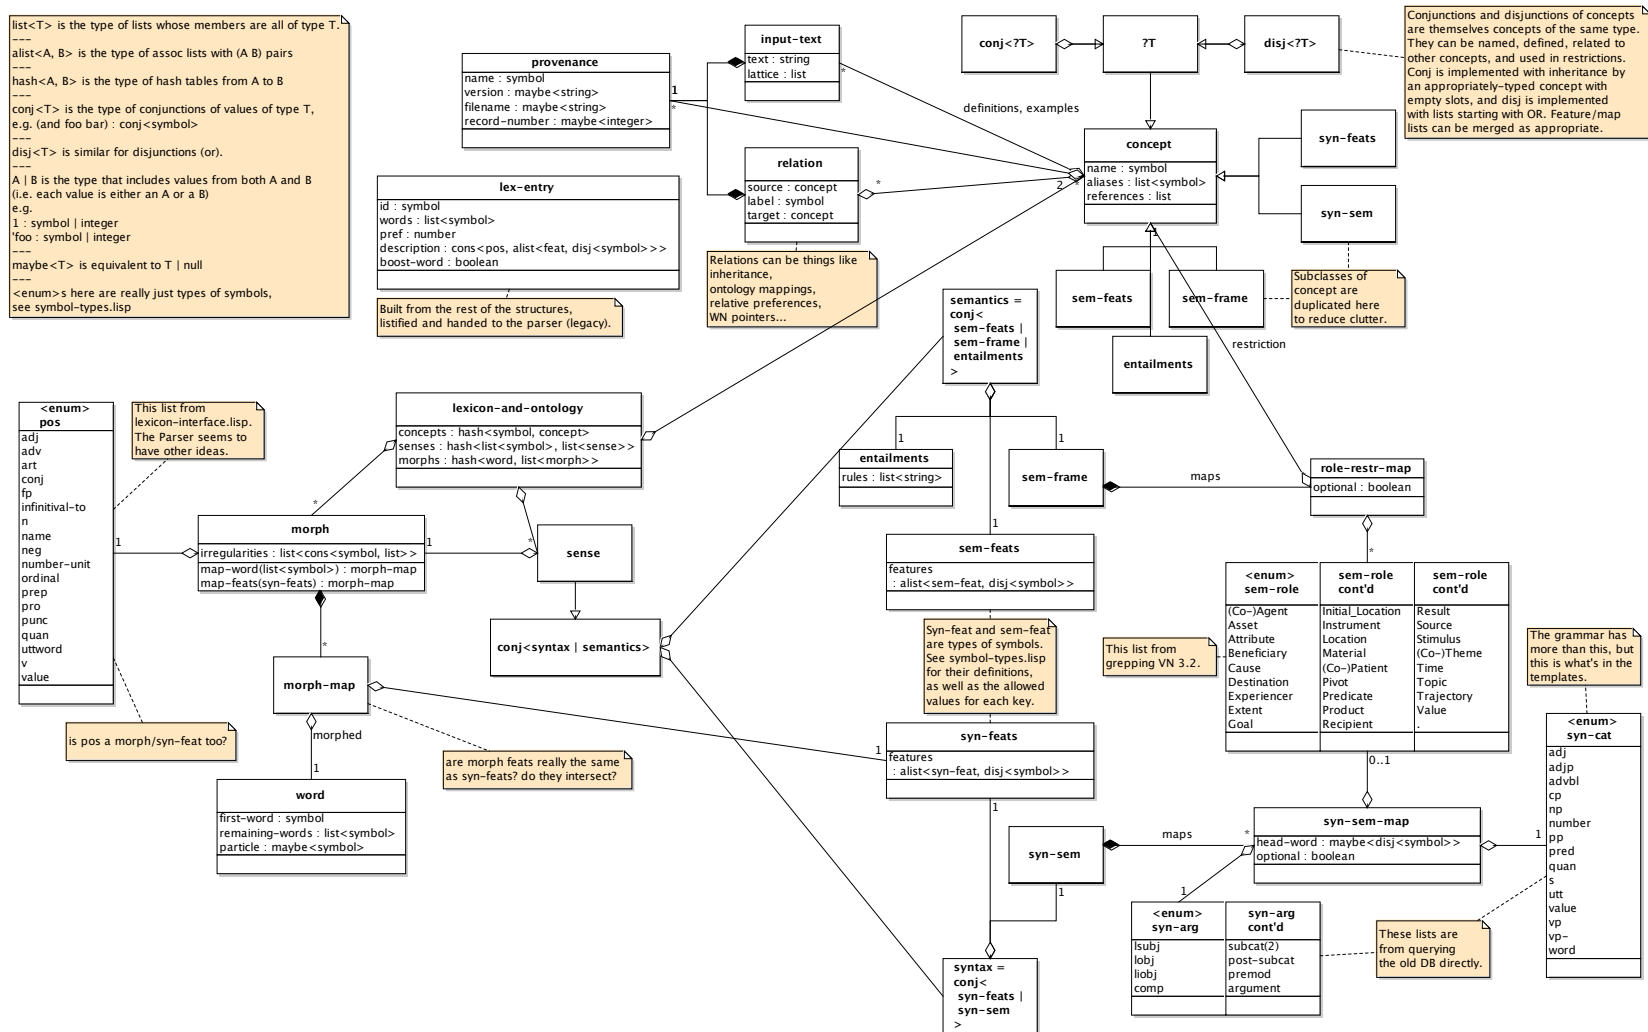 list<T> is the type of lists whose members are all of type T.
---
alist<A, B> is the type of assoc lists with (A B) pairs
---
hash<A, B> is the type of hash tables from A to B
---
conj<T> is the type of conjunctions of values of type T,
e.g. (and foo bar) : conj<symbol>
---
disj<T> is similar for disjunctions (or).
---
A | B is the type that includes values from both A and B
(i.e. each value is either an A or a B)
e.g.
1 : symbol | integer
'foo : symbol | integer
---
maybe<T> is equivalent to T | null
---
<enum>s here are really just types of symbols,
see symbol-types.lisp
provenance
name : symbol
version : maybe<string>
filename : maybe<string>
record-number : maybe<integer>
1
*
input-text
text : string
lattice : list
*
definitions, examples
conj<?T>
?T
disj<?T>
Conjunctions and disjunctions of concepts
are themselves concepts of the same type.
They can be named, defined, related to
other concepts, and used in restrictions.
Conj is implemented with inheritance by
an appropriately-typed concept with
empty slots, and disj is implemented
with lists starting with OR. Feature/map
lists can be merged as appropriate.
lex-entry
id : symbol
words : list<symbol>
pref : number
description : cons<pos, alist<feat, disj<symbol>>>
boost-word : boolean
Built from the rest of the structures,
listified and handed to the parser (legacy).
relation
source : concept
label : symbol
target : concept
*
2
*
Relations can be things like
inheritance,
ontology mappings,
relative preferences,
WN pointers...
concept
name : symbol
aliases : list<symbol>
references : list
1
syn-feats
syn-sem
sem-feats
sem-frame
entailments
Subclasses of
concept are
duplicated here
to reduce clutter.
restriction
semantics =
conj<
sem-feats |
sem-frame |
entailments
>
<enum>
pos
adj
adv
art
conj
fp
infinitival-to
n
name
neg
number-unit
ordinal
prep
pro
punc
quan
uttword
v
value
This list from
lexicon-interface.lisp.
The Parser seems to
have other ideas.
is pos a morph/syn-feat too?
lexicon-and-ontology
concepts : hash<symbol, concept>
senses : hash<list<symbol>, list<sense>>
morphs : hash<word, list<morph>>
*
*
1
morph
irregularities : list<cons<symbol, list>>
map-word(list<symbol>) : morph-map
map-feats(syn-feats) : morph-map
1
*
sense
conj<syntax | semantics>
morph-map
morphed
1
are morph feats really the same
as syn-feats? do they intersect?
word
first-word : symbol
remaining-words : list<symbol>
particle : maybe<symbol>
1
1
entailments
rules : list<string>
sem-frame
maps
role-restr-map
optional : boolean
*
1
sem-feats
features
: alist<sem-feat, disj<symbol>>
Syn-feat and sem-feat
are types of symbols.
See symbol-types.lisp
for their definitions,
as well as the allowed
values for each key.
1
syn-feats
features
: alist<syn-feat, disj<symbol>>
1
This list from
grepping VN 3.2.
<enum>
sem-role
(Co-)Agent
Asset
Attribute
Beneficiary
Cause
Destination
Experiencer
Extent
Goal
sem-role
cont'd
Initial_Location
Instrument
Location
Material
(Co-)Patient
Pivot
Predicate
Product
Recipient
sem-role
cont'd
Result
Source
Stimulus
(Co-)Theme
Time
Topic
Trajectory
Value
.
0..1
The grammar has
more than this, but
this is what's in the
templates.
<enum>
syn-cat
adj
adjp
advbl
cp
np
number
pp
pred
quan
s
utt
value
vp
vp-
word
syn-sem
maps
*
1
syn-sem-map
head-word : maybe<disj<symbol>>
optional : boolean
1
1
<enum>
syn-arg
lsubj
lobj
liobj
comp
syn-arg
cont'd
subcat(2)
post-subcat
premod
argument
These lists are
from querying
the old DB directly.
syntax =
conj<
syn-feats |
syn-sem
>